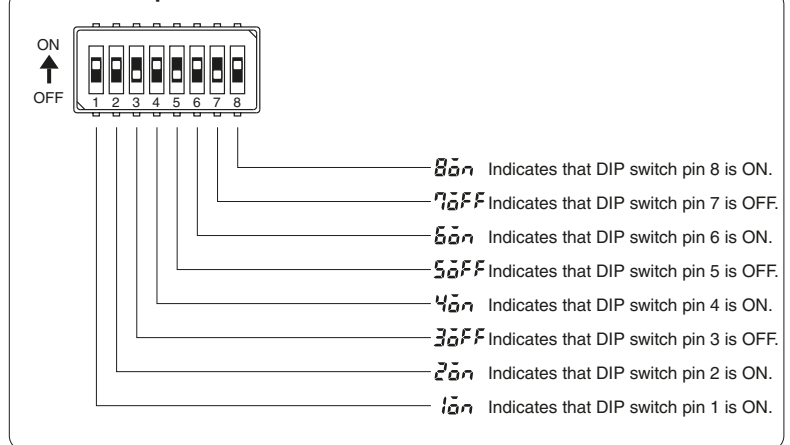 ON
OFF
1 2 3 4 5 6 7 8
8on Indicates that DIP switch pin 8 is ON.
7oFF Indicates that DIP switch pin 7 is OFF.
6on Indicates that DIP switch pin 6 is ON.
5oFF Indicates that DIP switch pin 5 is OFF.
4on Indicates that DIP switch pin 4 is ON.
3oFF Indicates that DIP switch pin 3 is OFF.
2on Indicates that DIP switch pin 2 is ON.
1on Indicates that DIP switch pin 1 is ON.